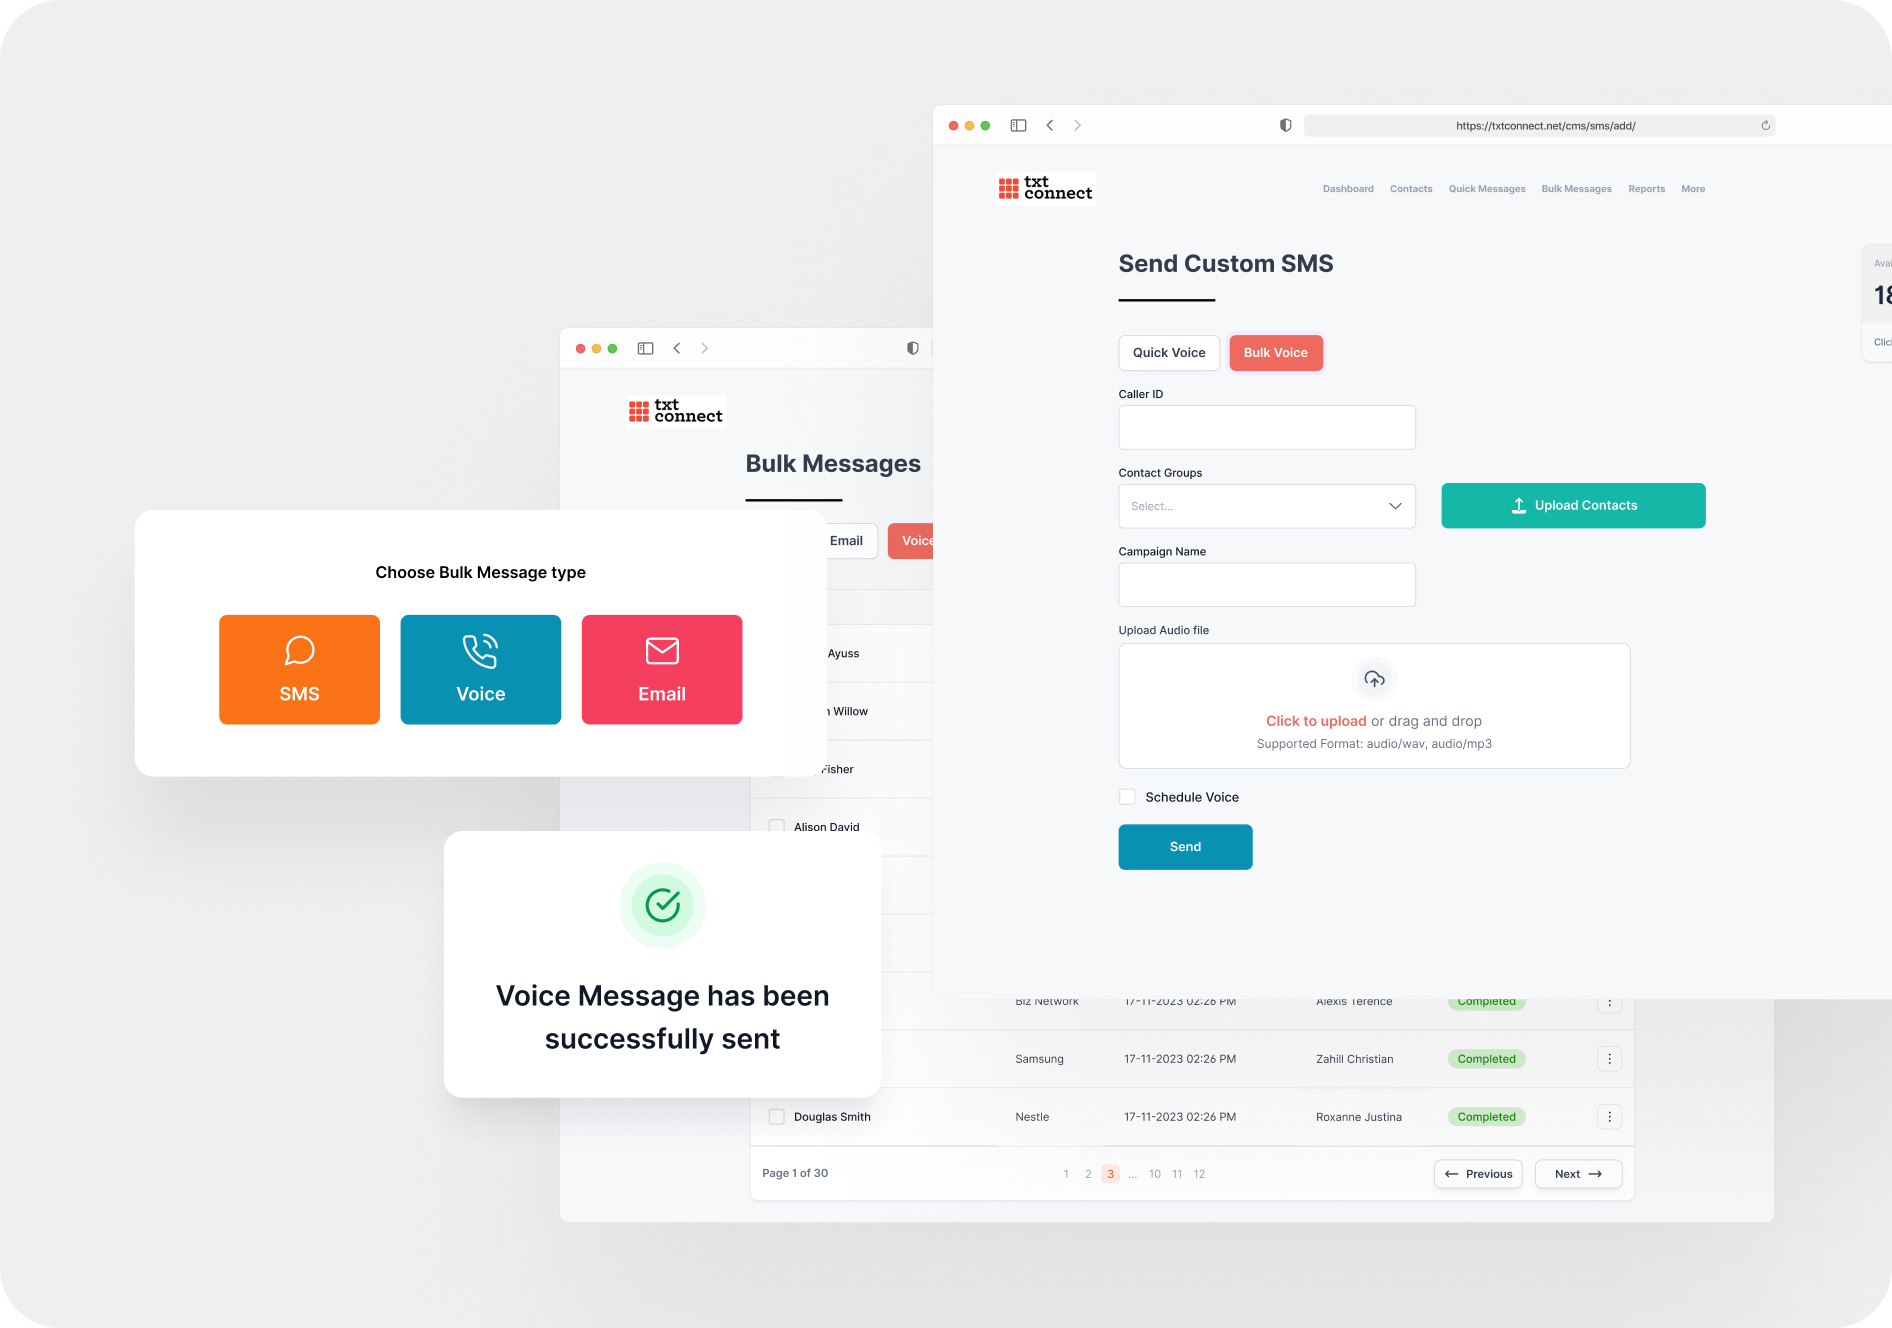 https://txtconnect.net/cms/sms/add/
txt
connect
Dashboard Contacts Quick Messages Bulk Messages Reports More
Send Custom SMS
Quick Voice Bulk Voice
Caller ID
Contact Groups
Select...
Upload Contacts
Campaign Name
Upload Audio file
Click to upload or drag and drop
Supported Format: audio/wav, audio/mp3
Schedule Voice
Send
Avai
18
Clic
txt
connect
Bulk Messages
Email Voice
Ayuss
n Willow
Fisher
Alison David
Biz Network 17-11-2023 02:26 PM Alexis Terence Completed
Samsung 17-11-2023 02:26 PM Zahill Christian Completed
Douglas Smith Nestle 17-11-2023 02:26 PM Roxanne Justina Completed
Page 1 of 30 1 2 3 ... 10 11 12 Previous Next
Choose Bulk Message type
SMS Voice Email
Voice Message has been
successfully sent